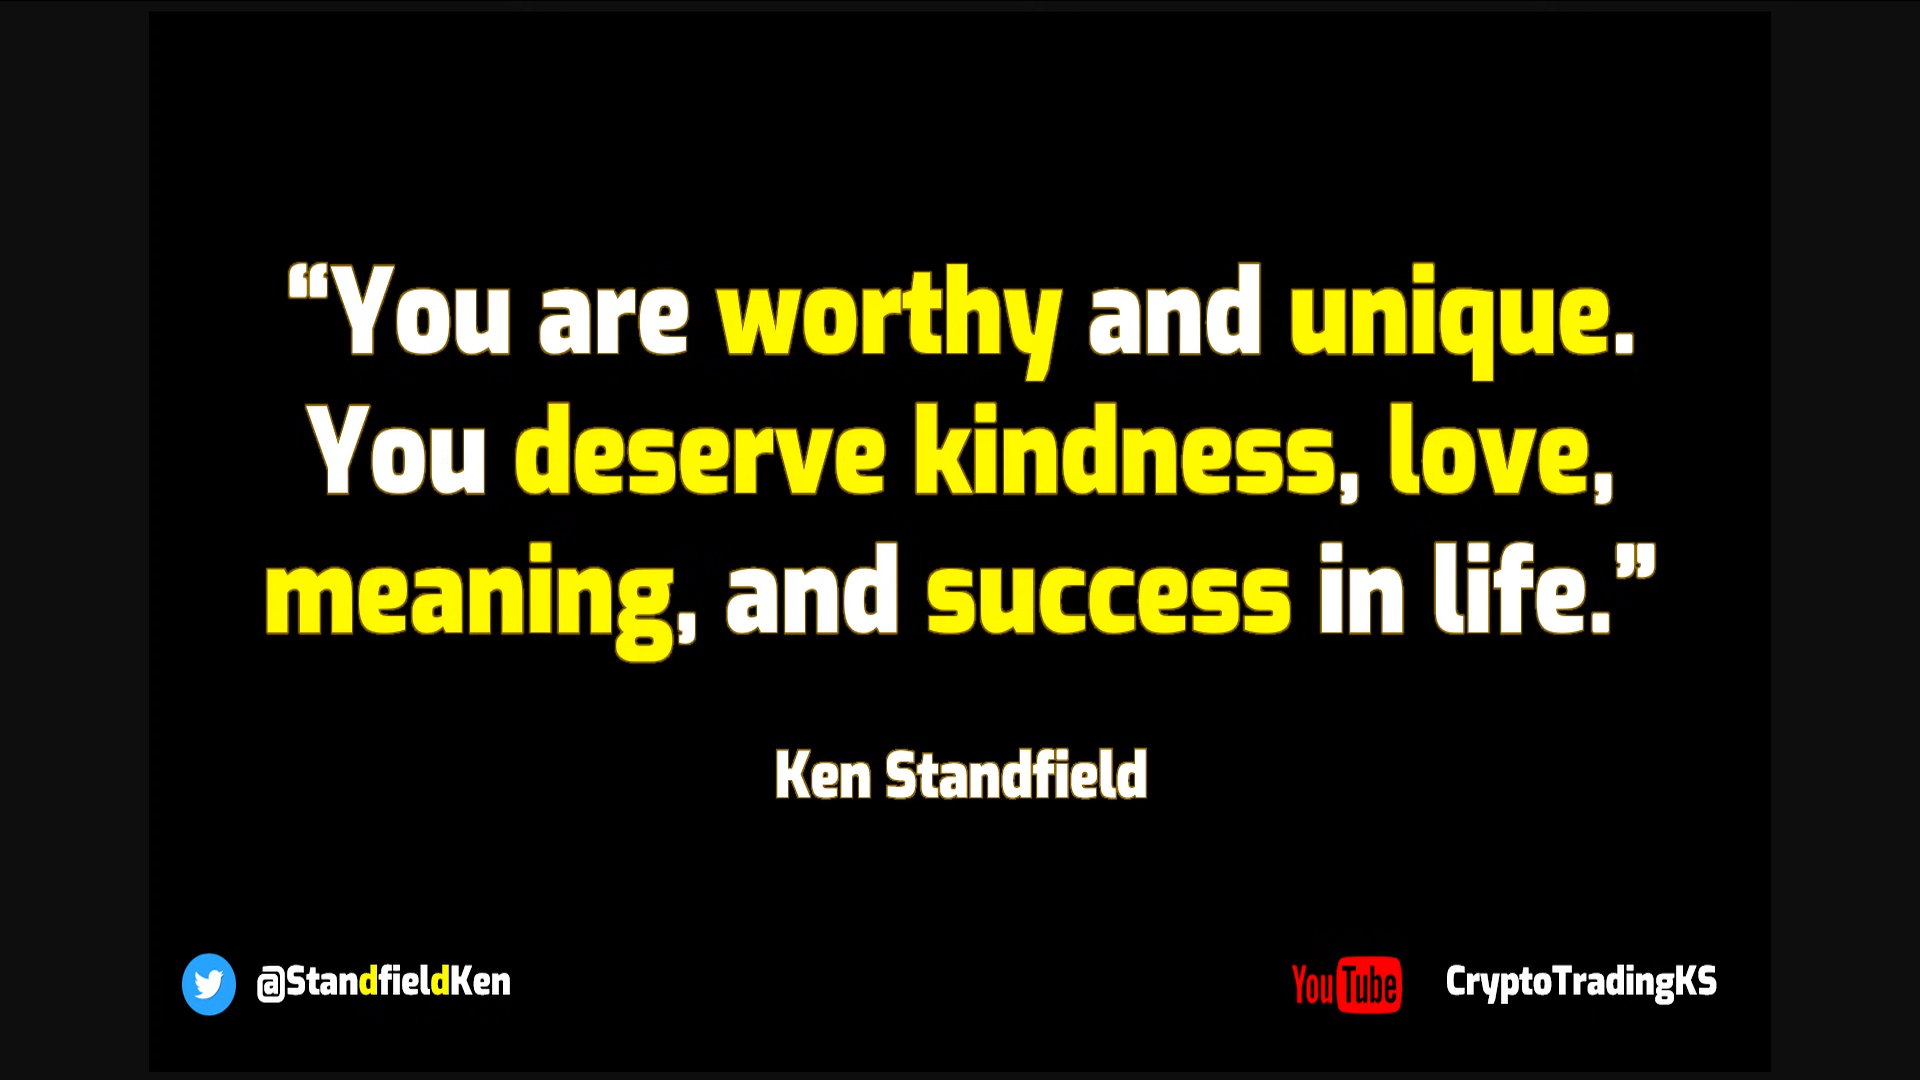 “You are worthy and unique.
You deserve kindness, love,
meaning, and success in life.”
Ken Standfield
@StandfieldKen
YouTube CryptoTradingKS